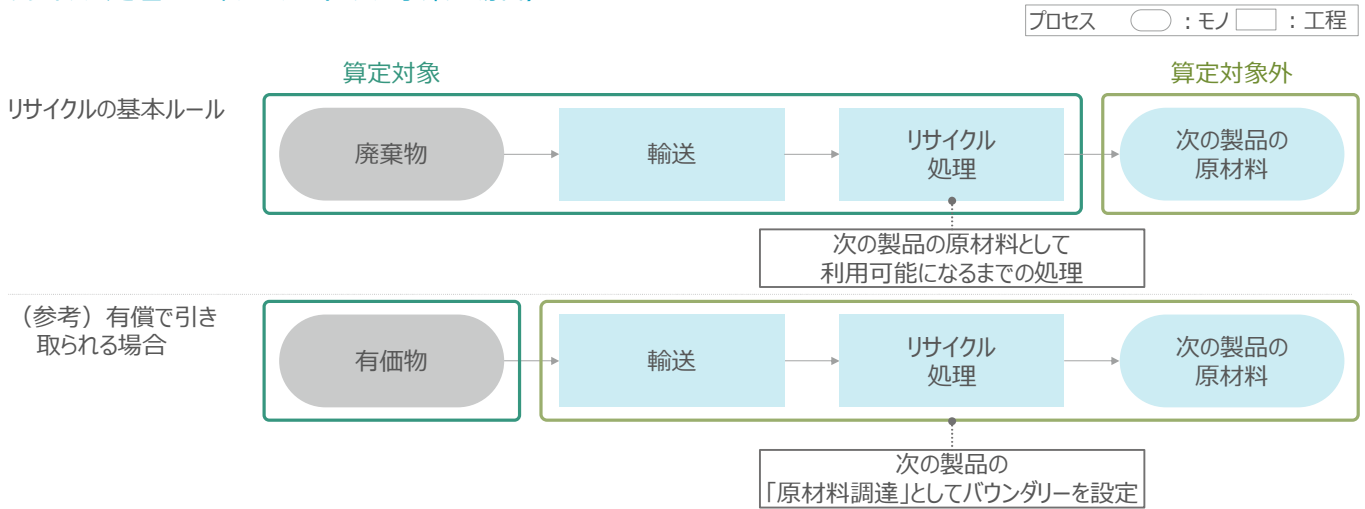 プロセス ：モノ ：工程
算定対象
算定対象外
リサイクルの基本ルール
廃棄物
輸送
リサイクル
処理
次の製品の
原材料
次の製品の原材料として
利用可能になるまでの処理
（参考）有償で引き
取られる場合
有価物
輸送
リサイクル
処理
次の製品の
原材料
次の製品の
「原材料調達」としてバウンダリーを設定